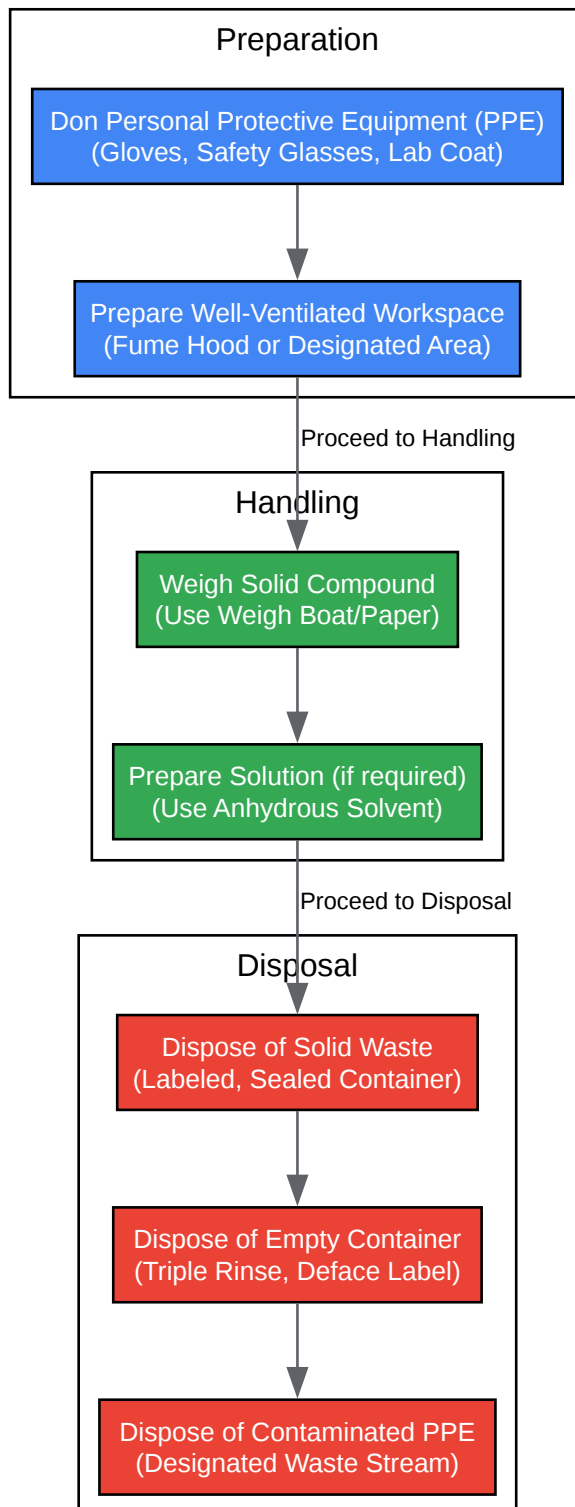 Preparation
Don Personal Protective Equipment (PPE)
(Gloves, Safety Glasses, Lab Coat)
Prepare Well-Ventilated Workspace
(Fume Hood or Designated Area)
Proceed to Handling
Handling
Weigh Solid Compound
(Use Weigh Boat/Paper)
Prepare Solution (if required)
(Use Anhydrous Solvent)
Proceed to Disposal
Disposal
Dispose of Solid Waste
(Labeled, Sealed Container)
Dispose of Empty Container
(Triple Rinse, Deface Label)
Dispose of Contaminated PPE
(Designated Waste Stream)